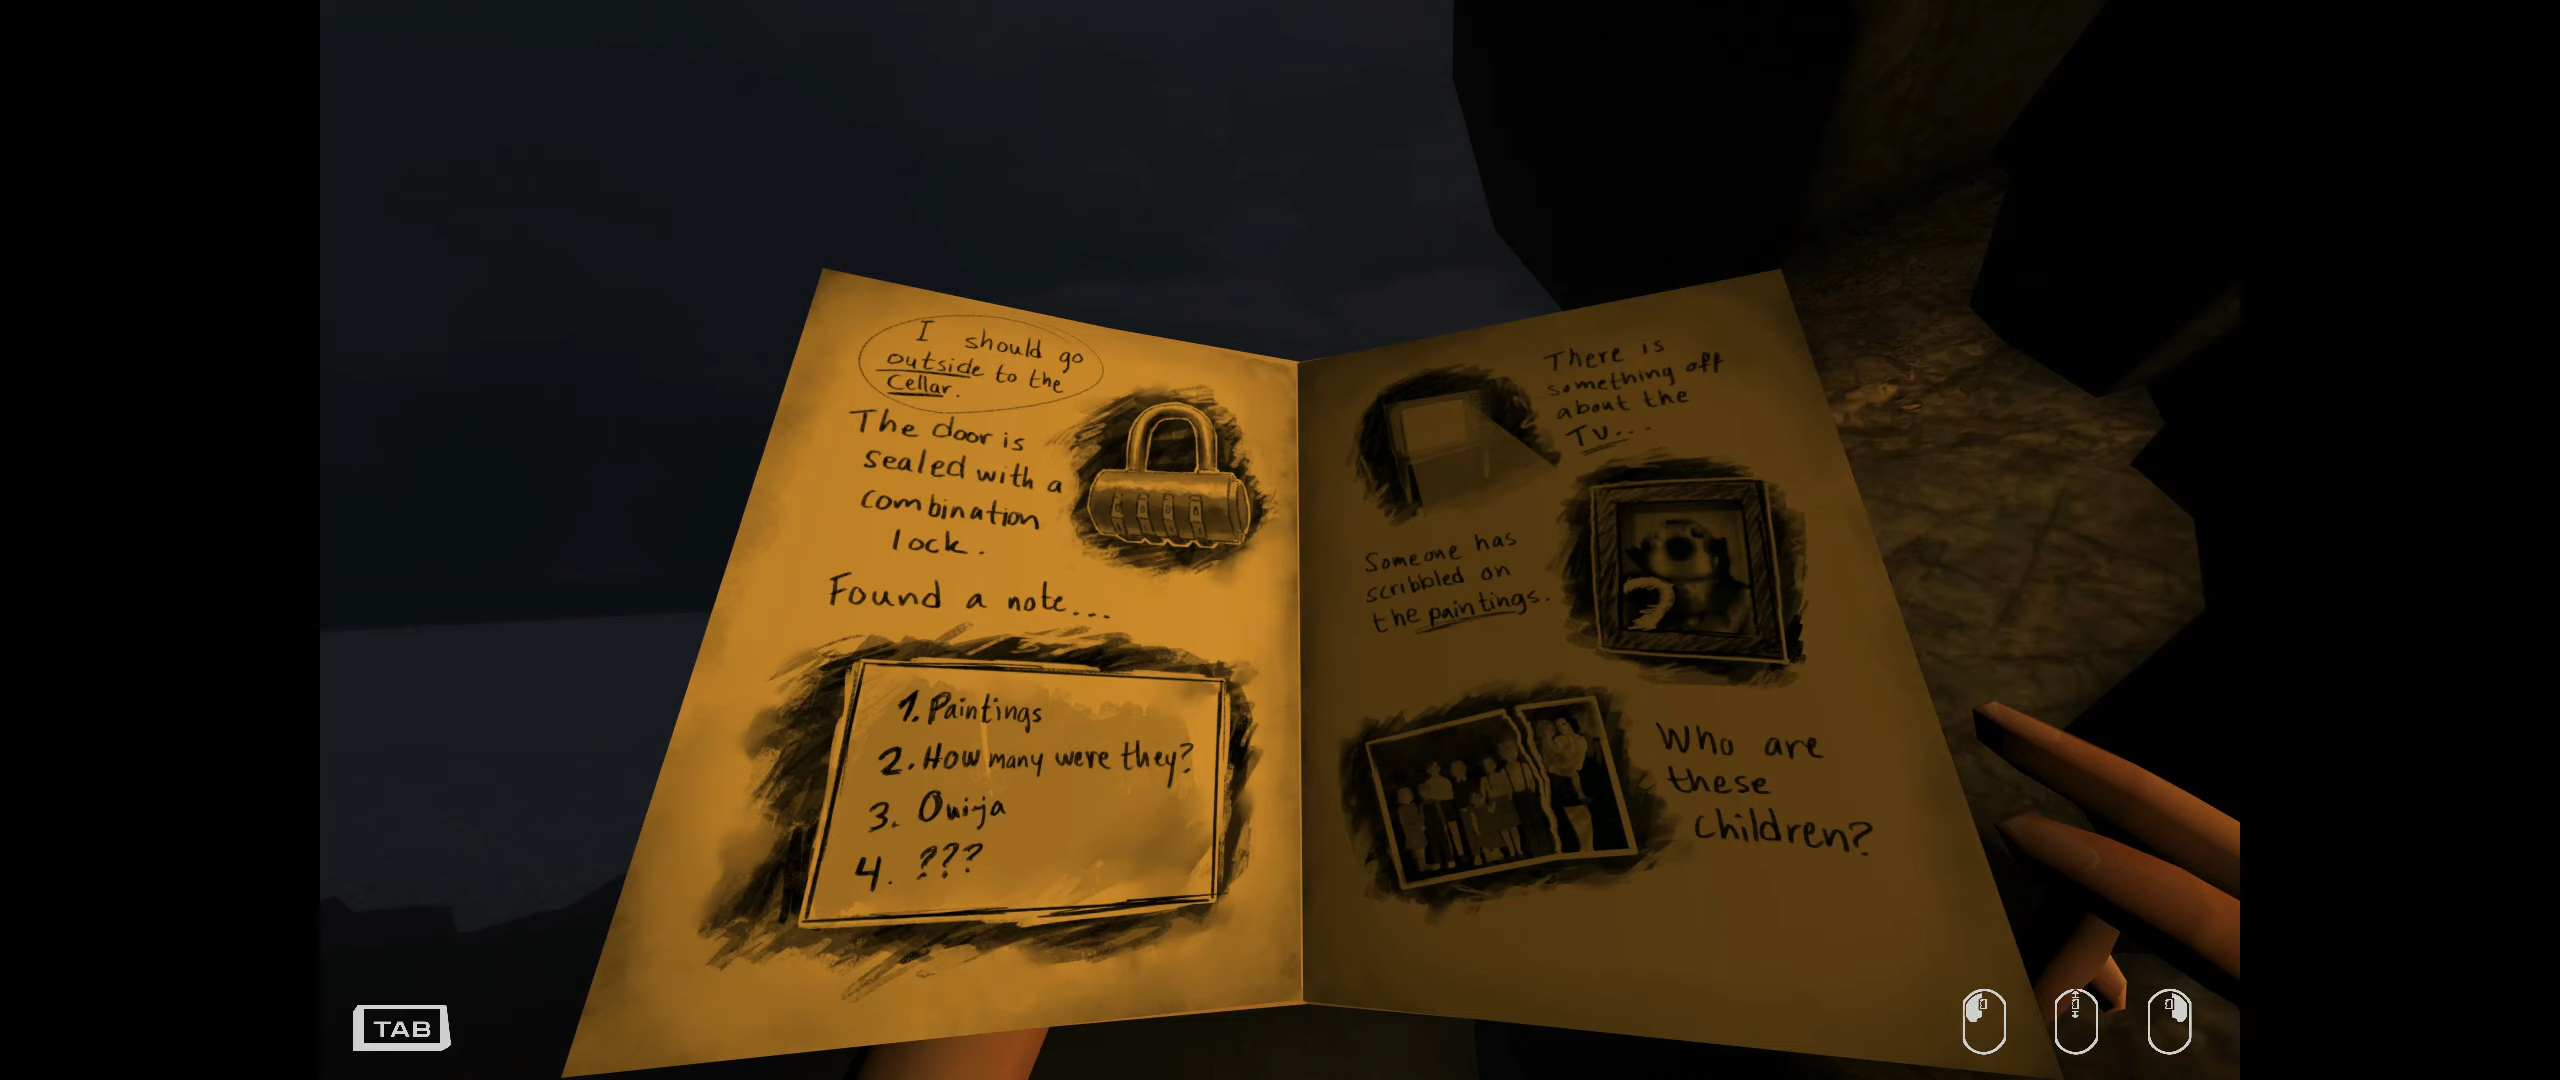 I should go
outside to the
Cellar.
The door is
sealed with a
combination
lock.
Found a note...
1. Paintings
2. How many were they?
3. Ouija
4. ???
There is
something off
about the
TV...
Someone has
scribbled on
the paintings.
Who are
these
children?
TAB